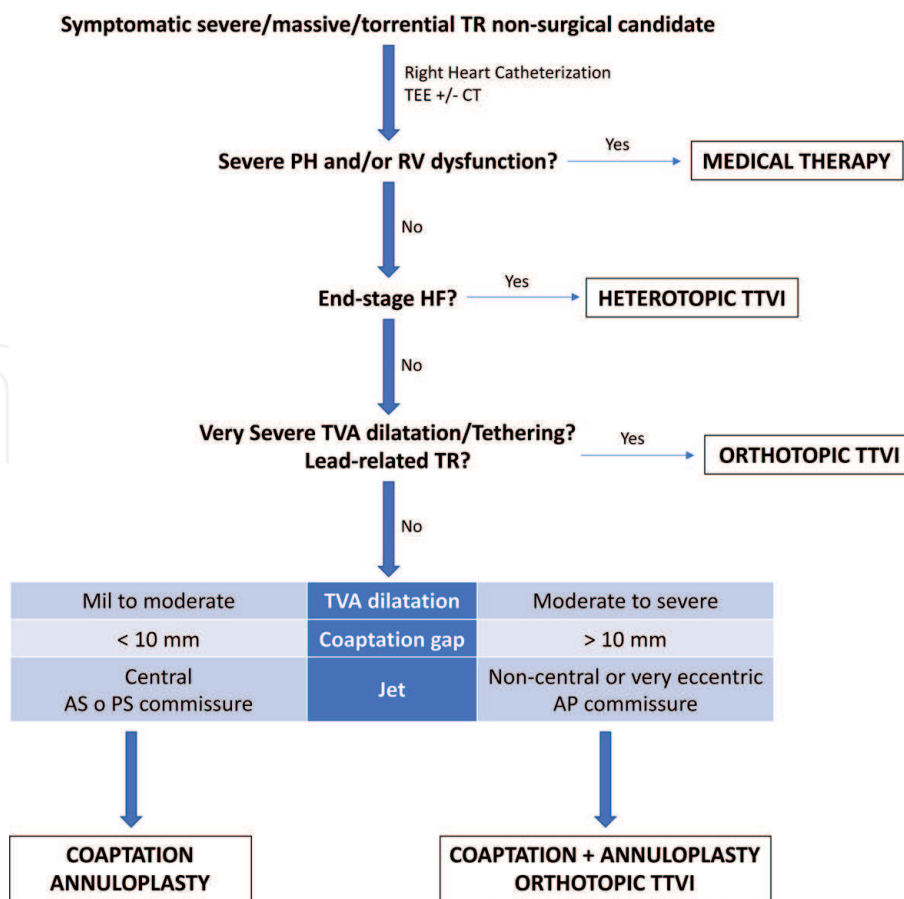 Symptomatic severe/massive/torrential TR non-surgical candidate
Right Heart Catheterization
TEE +/- CT
Severe PH and/or RV dysfunction?
Yes
MEDICAL THERAPY
No
End-stage HF?
Yes
HETEROTOPIC TTVI
No
Very Severe TVA dilatation/Tethering?
Lead-related TR?
Yes
ORTHOTOPIC TTVI
No
Mil to moderate
TVA dilatation
Moderate to severe
< 10 mm
Coaptation gap
> 10 mm
Central
AS o PS commissure
Jet
Non-central or very eccentric
AP commissure
COAPTATION
ANNULOPLASTY
COAPTATION + ANNULOPLASTY
ORTHOTOPIC TTVI